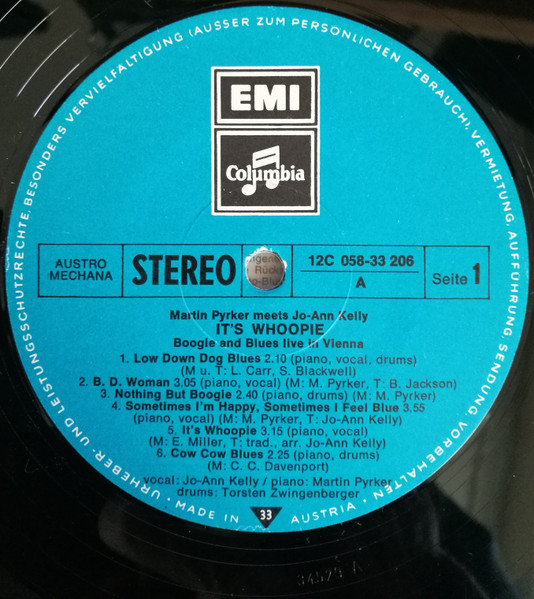 URHEBER- UND LEISTUNGSSCHUTZRECHTE, BESONDERS VERVIELFÄLTIGUNG (AUSSER ZUM PERSÖNLICHEN GEBRAUCH), VERMIETUNG, AUFFÜHRUNG, SENDUNG, VORBEHALTEN
EMI
Columbia
AUSTRO
MECHANA
STEREO
12C 058-33 206
A
Seite 1
Martin Pyrker meets Jo-Ann Kelly
IT'S WHOOPIE
Boogie and Blues live in Vienna
1. Low Down Dog Blues 2.10 (piano, vocal, drums)
(M u. T: L. Carr, S. Blackwell)
2. B. D. Woman 3.05 (piano, vocal) (M: M. Pyrker, T: B. Jackson)
3. Nothing But Boogie 2.40 (piano, drums) (M: M. Pyrker)
4. Sometimes I'm Happy, Sometimes I Feel Blue 3.55
(piano, vocal) (M: M. Pyrker, T: Jo-Ann Kelly)
5. It's Whoopie 3.15 (piano, vocal)
(M: E. Miller, T: trad., arr. Jo-Ann Kelly)
6. Cow Cow Blues 2.25 (piano, drums)
(M: C. C. Davenport)
vocal: Jo-Ann Kelly / piano: Martin Pyrker
drums: Torsten Zwingenberger
• MADE IN 33 AUSTRIA •
34529 A